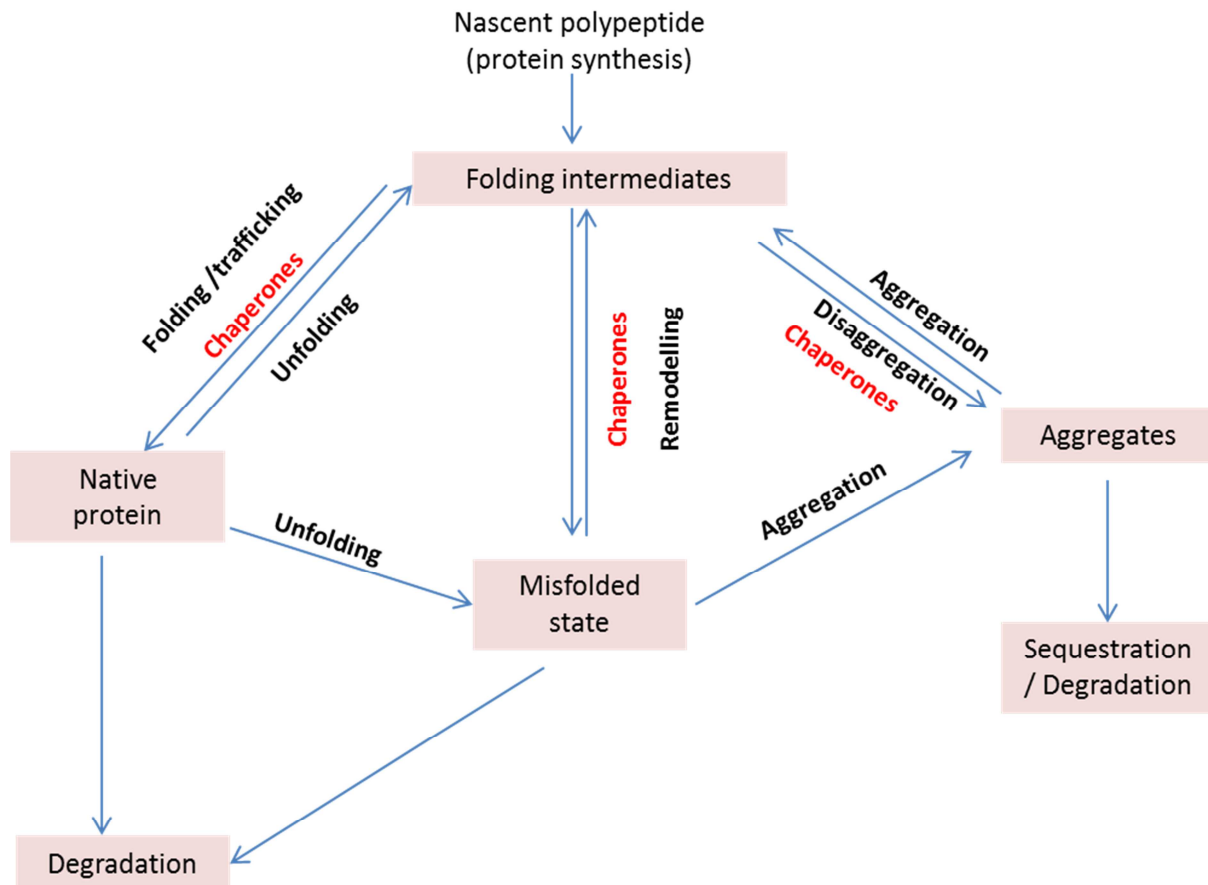 Nascent polypeptide
(protein synthesis)
Folding intermediates
Folding /trafficking
Chaperones
Unfolding
Chaperones
Remodelling
Aggregation
Disaggregation
Chaperones
Aggregates
Native
protein
Unfolding
Misfolded
state
Aggregation
Sequestration
/ Degradation
Degradation